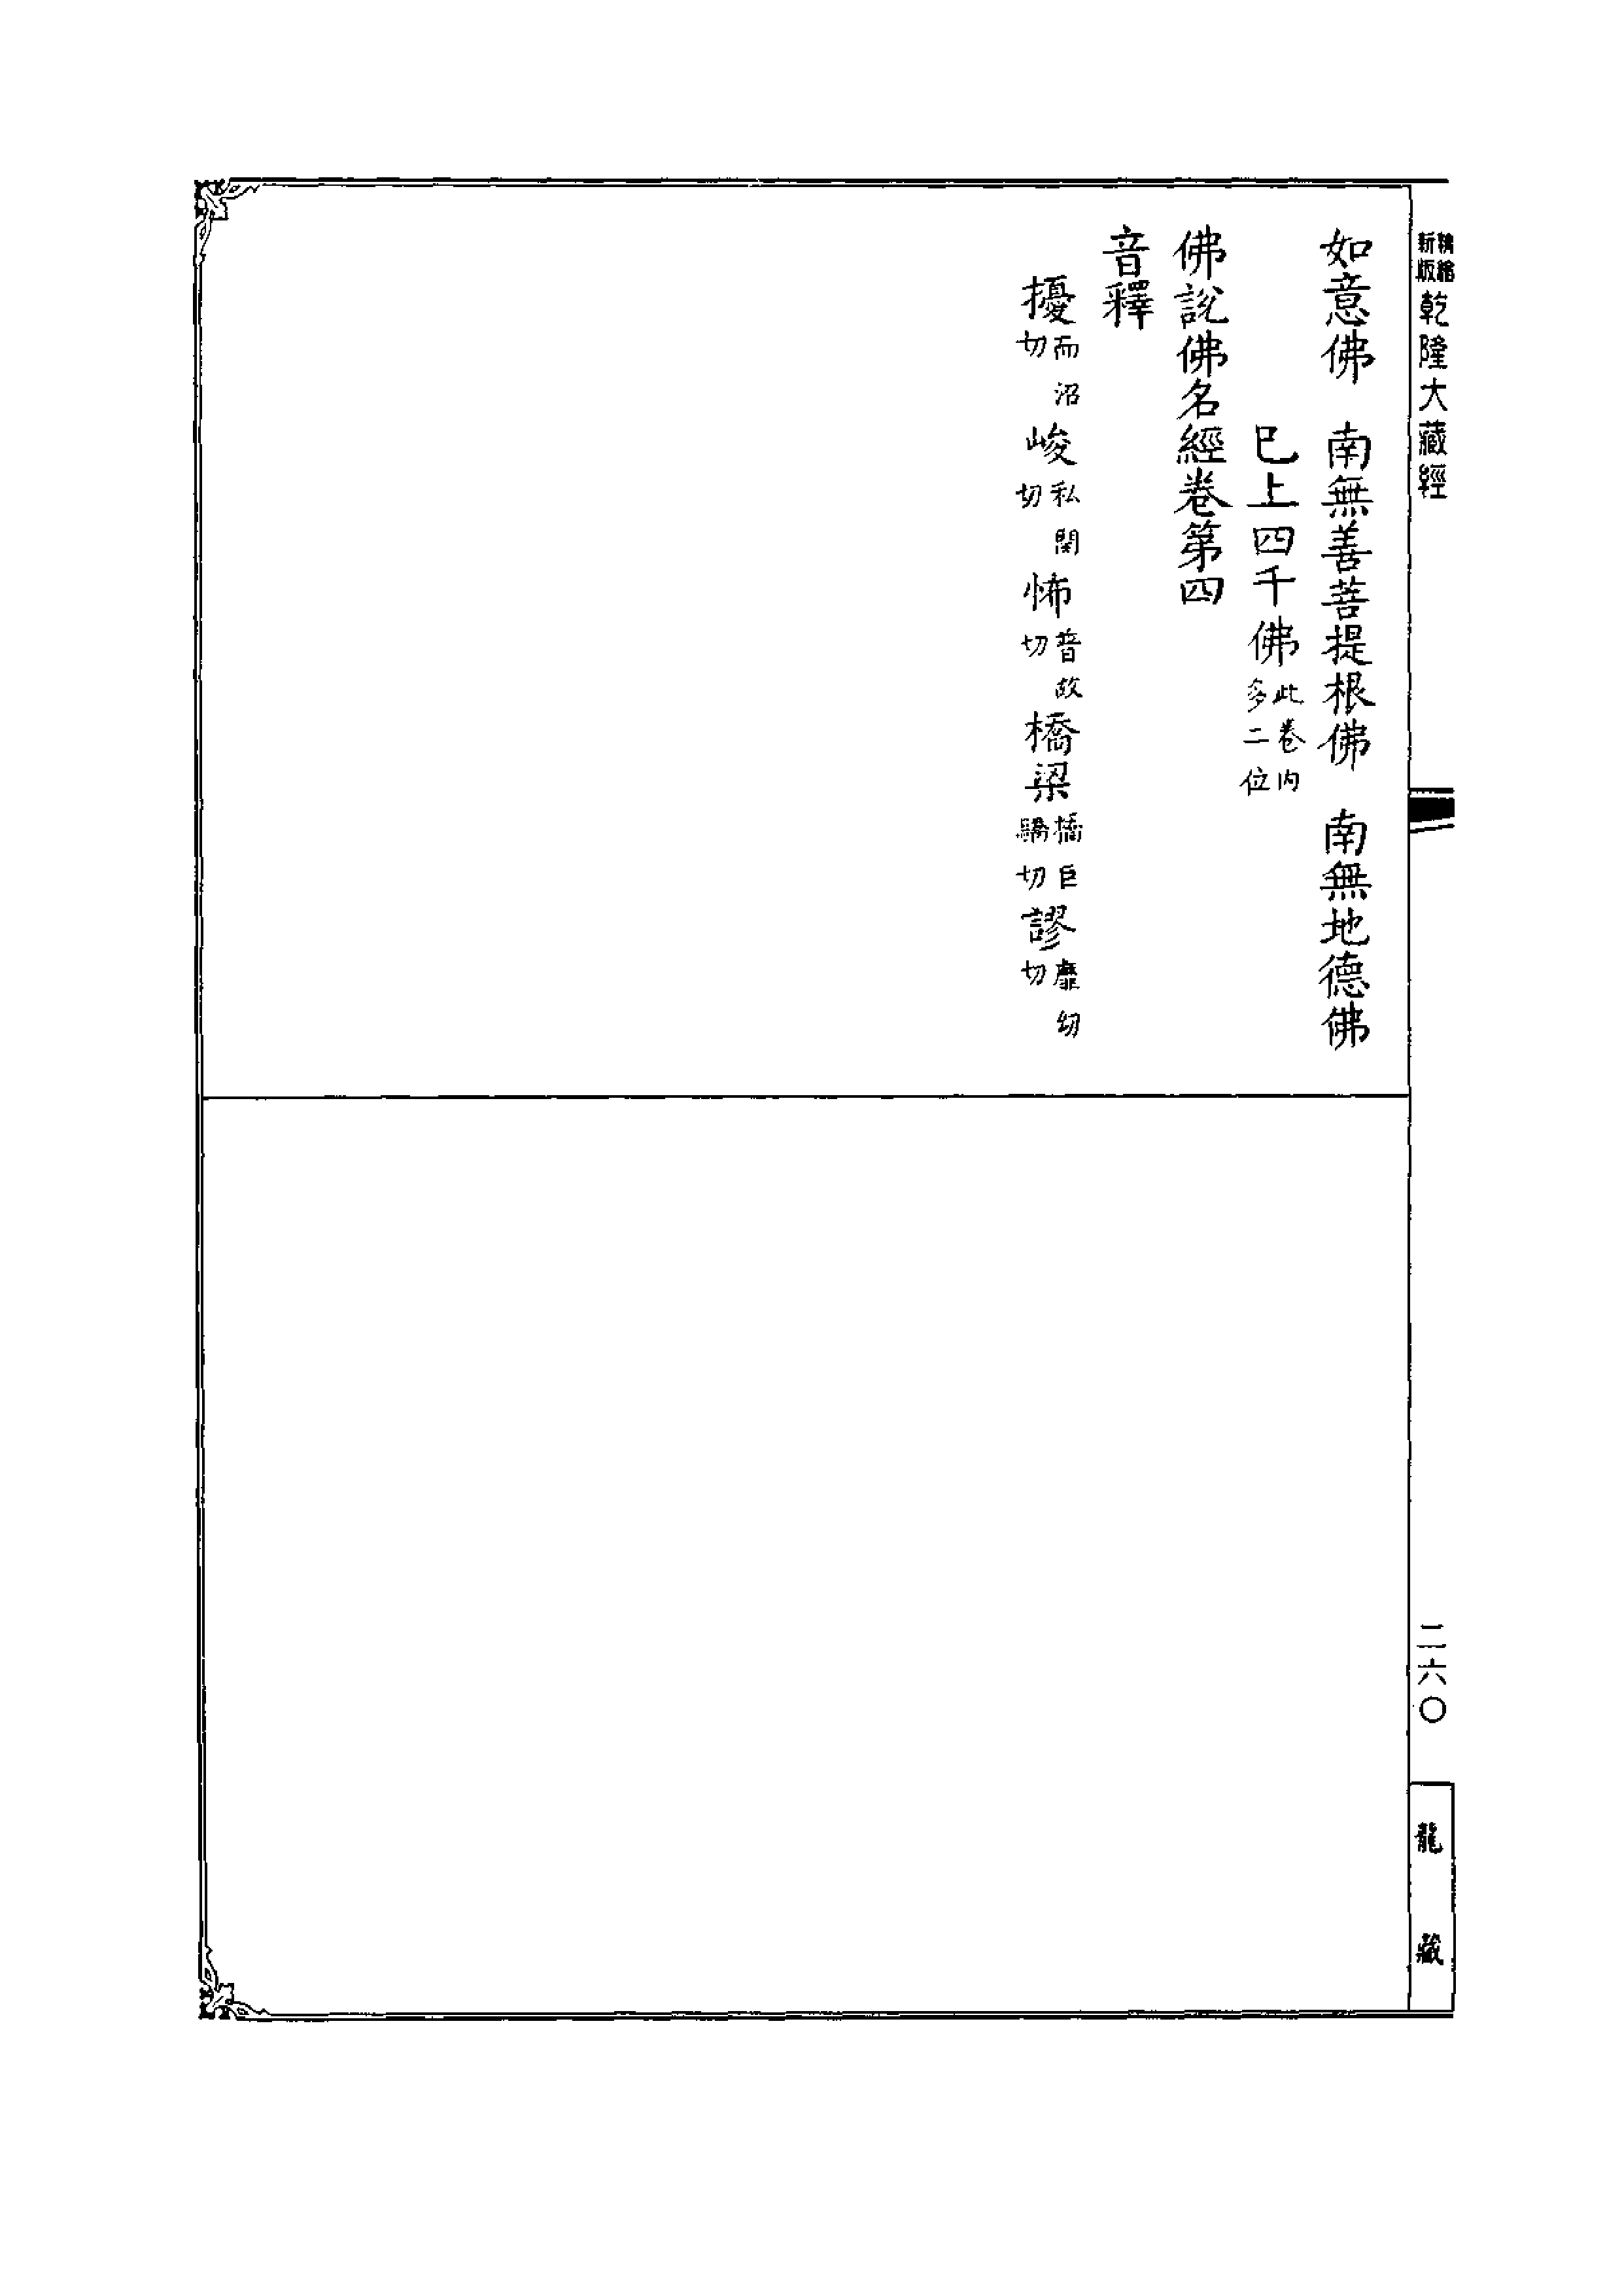 精縮新版 乾隆大藏經
如意佛 南無善菩提根佛 南無地德佛
巳上四千佛 此卷內多二位
佛說佛名經卷第四
音釋
擾 而沼切 峻 私閏切 怖 普故切 橋梁 橋巨驕切 謬 靡幼切
二六〇
龍藏